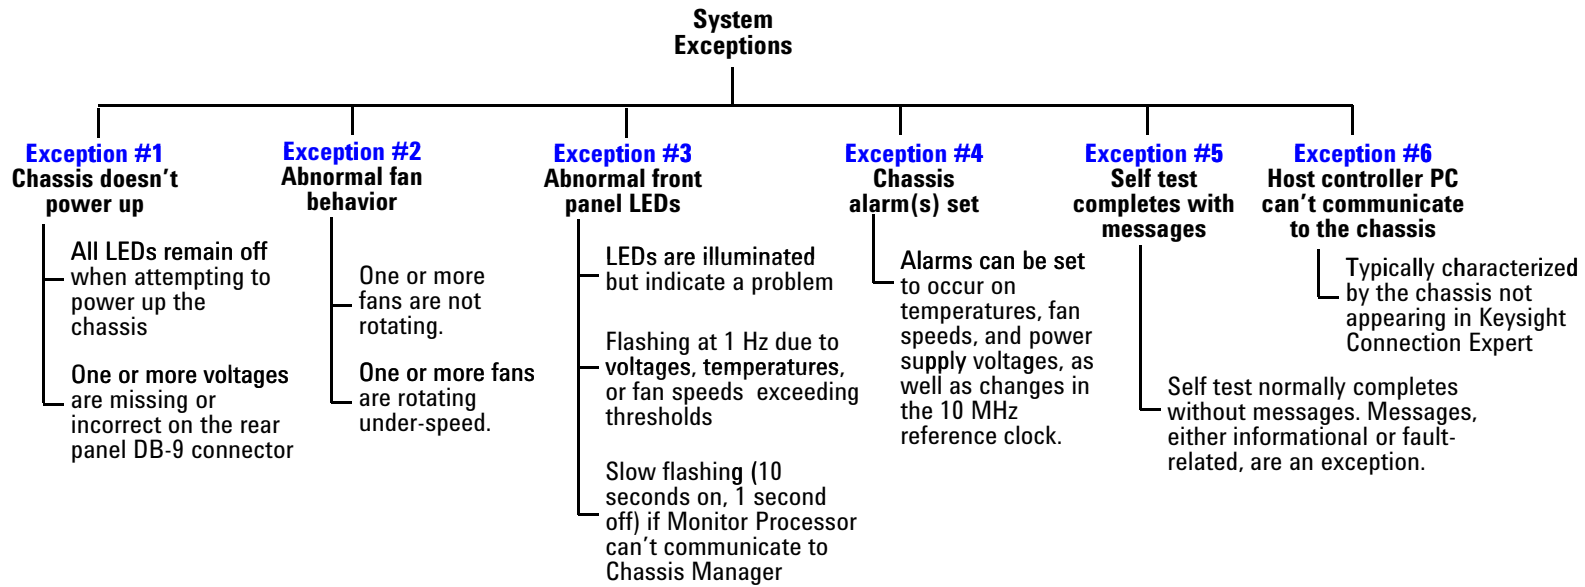 System
Exceptions
Exception #1
Chassis doesn't
power up
All LEDs remain off
when attempting to
power up the
chassis
One or more voltages
are missing or
incorrect on the rear
panel DB-9 connector
Exception #2
Abnormal fan
behavior
One or more
fans are not
rotating.
One or more fans
are rotating
under-speed.
Exception #3
Abnormal front
panel LEDs
LEDs are illuminated
but indicate a problem
Flashing at 1 Hz due to
voltages, temperatures,
or fan speeds exceeding
thresholds
Slow flashing (10
seconds on, 1 second
off) if Monitor Processor
can't communicate to
Chassis Manager
Exception #4
Chassis
alarm(s) set
Alarms can be set
to occur on
temperatures, fan
speeds, and power
supply voltages, as
well as changes in
the 10 MHz
reference clock.
Exception #5
Self test
completes with
messages
Self test normally completes
without messages. Messages,
either informational or fault-
related, are an exception.
Exception #6
Host controller PC
can't communicate
to the chassis
Typically characterized
by the chassis not
appearing in Keysight
Connection Expert